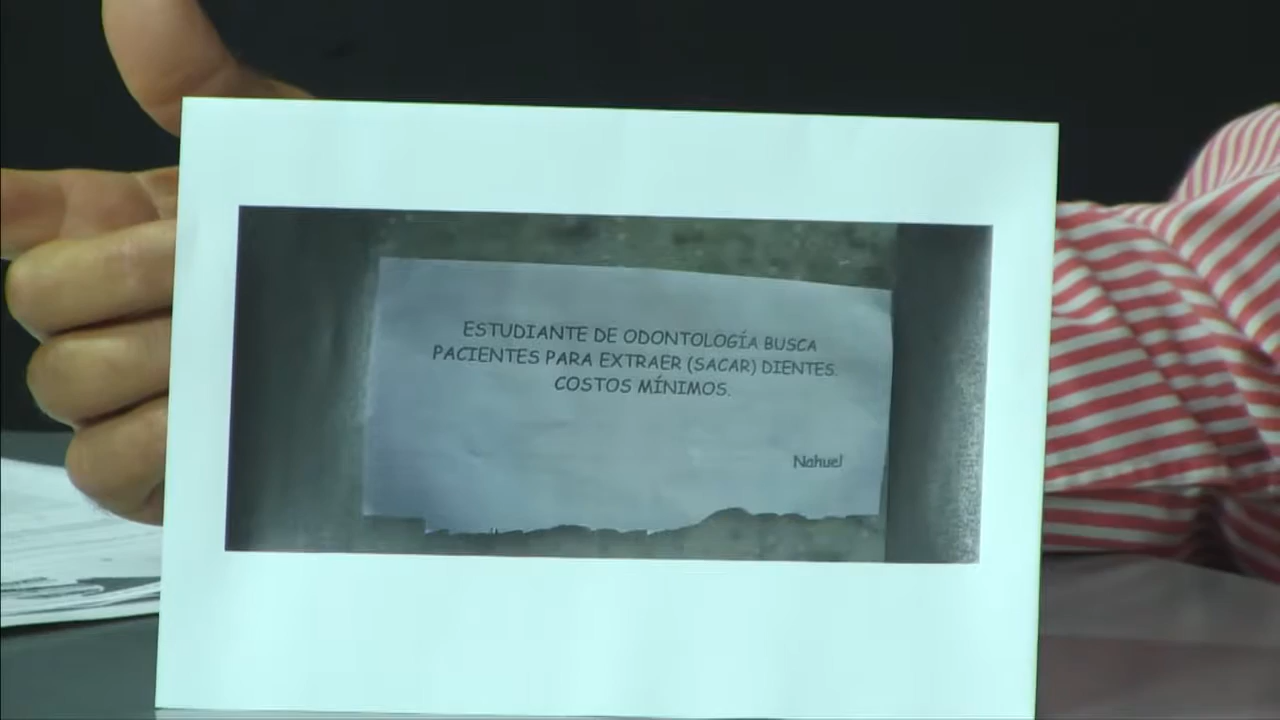 ESTUDIANTE DE ODONTOLOGÍA BUSCA
PACIENTES PARA EXTRAER (SACAR) DIENTES.
COSTOS MÍNIMOS.
Nahuel